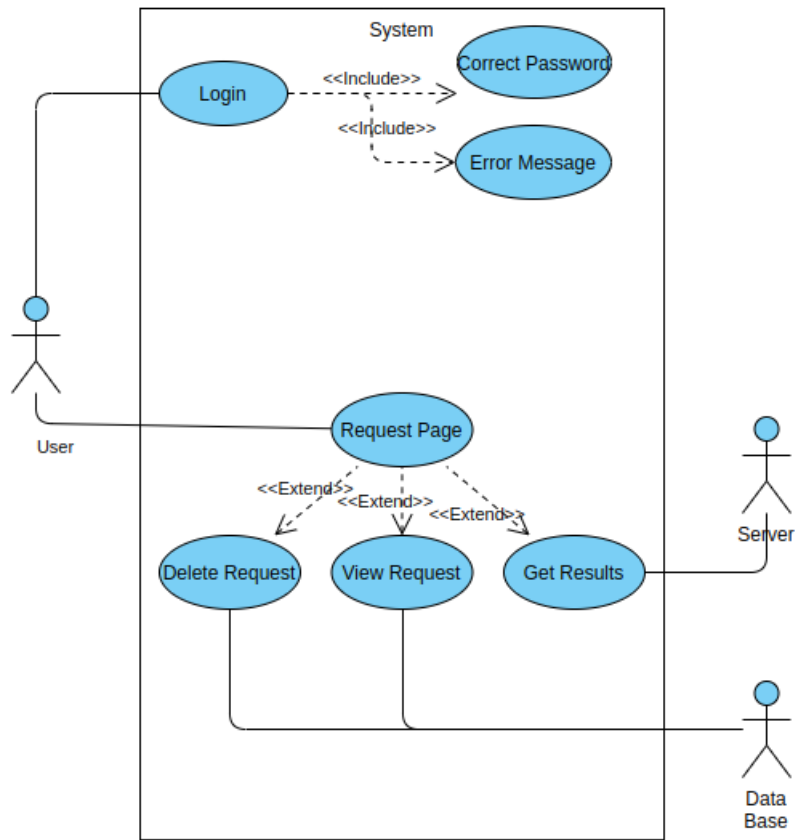 System
<<Include>>
Correct Password
Login
<<Include>>
Error Message
User
Request Page
<<Extend>>
<<Extend>>
<<Extend>>
Server
Delete Request
View Request
Get Results
Data
Base